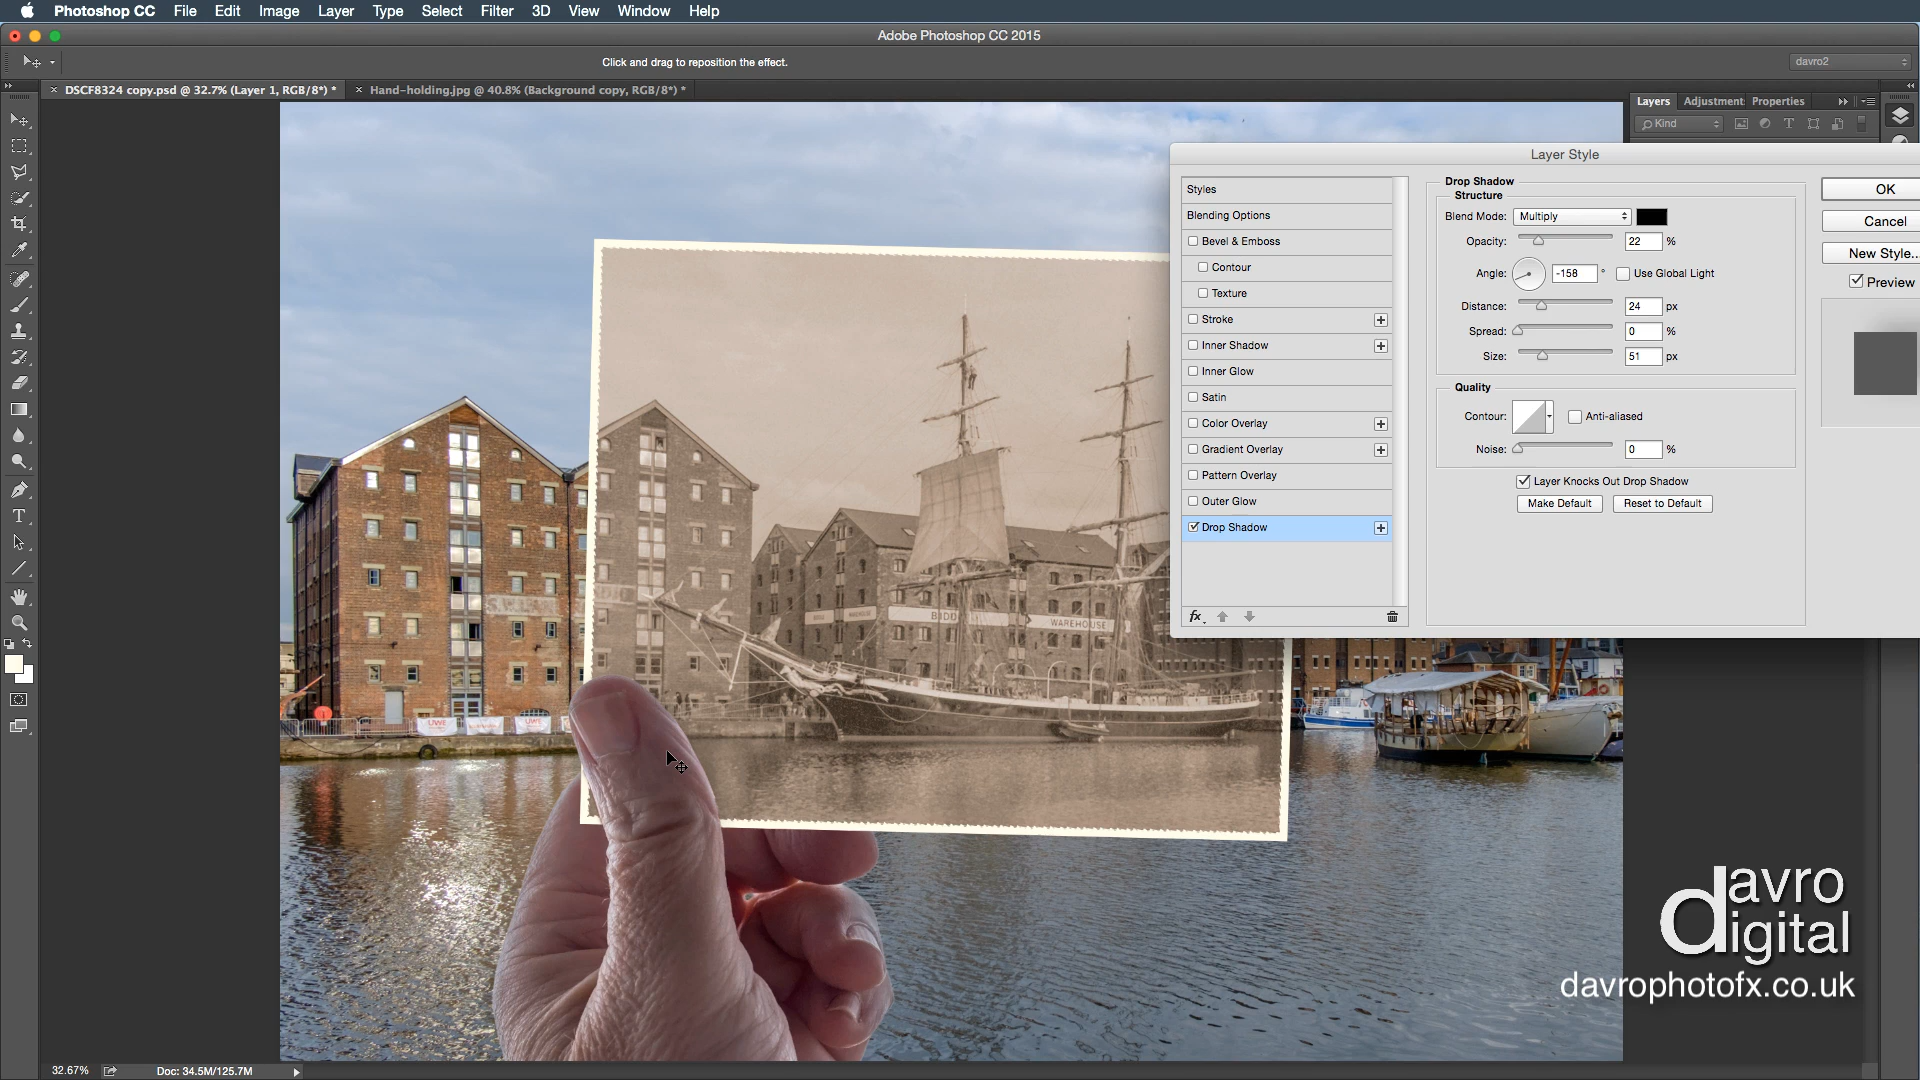 Photoshop CC File Edit Image Layer Type Select Filter 3D View Window Help
Adobe Photoshop CC 2015
Click and drag to reposition the effect.
davro2
× DSCF8324 copy.psd @ 32.7% (Layer 1, RGB/8*) *
× Hand-holding.jpg @ 40.8% (Background copy, RGB/8*) *
Layers Adjustment: Properties
Kind
Layer Style
Styles
Blending Options
Bevel & Emboss
Contour
Texture
Stroke
Inner Shadow
Inner Glow
Satin
Color Overlay
Gradient Overlay
Pattern Overlay
Outer Glow
Drop Shadow
fx
Drop Shadow
Structure
Blend Mode: Multiply
Opacity: 22 %
Angle: -158 ° Use Global Light
Distance: 24 px
Spread: 0 %
Size: 51 px
Quality
Contour: Anti-aliased
Noise: 0 %
Layer Knocks Out Drop Shadow
Make Default Reset to Default
OK
Cancel
New Style...
Preview
WAREHOUSE
UWE
UWE
davro
digital
davrophotofx.co.uk
32.67% Doc: 34.5M/125.7M